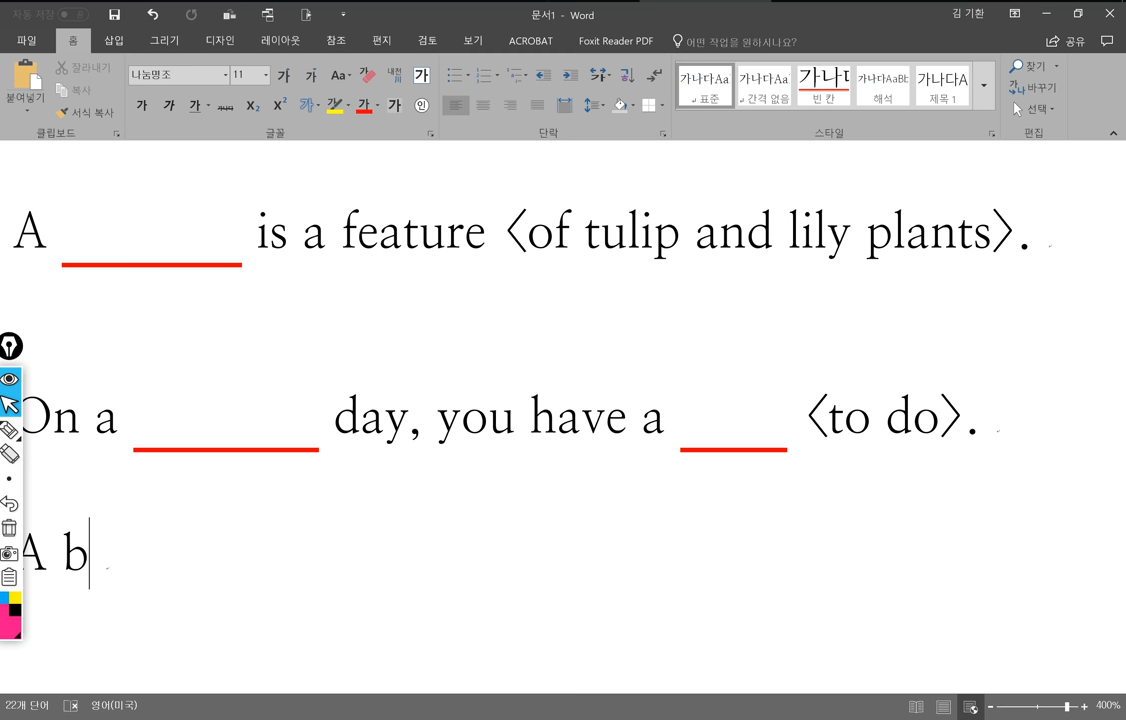 자동 저장
문서1 - Word
김 기환
파일 홈 삽입 그리기 디자인 레이아웃 참조 편지 검토 보기 ACROBAT Foxit Reader PDF 어떤 작업을 원하시나요? 공유
붙여넣기
잘라내기
복사
서식 복사
클립보드
나눔명조 11
글꼴
단락
가나다Aa 표준
가나다Aa 간격 없음
빈 칸
가나다AaBb 해석
가나다A 제목 1
스타일
찾기
바꾸기
선택
편집
A is a feature 〈of tulip and lily plants〉.
On a day, you have a 〈to do〉.
A b
22개 단어 영어(미국) 400%